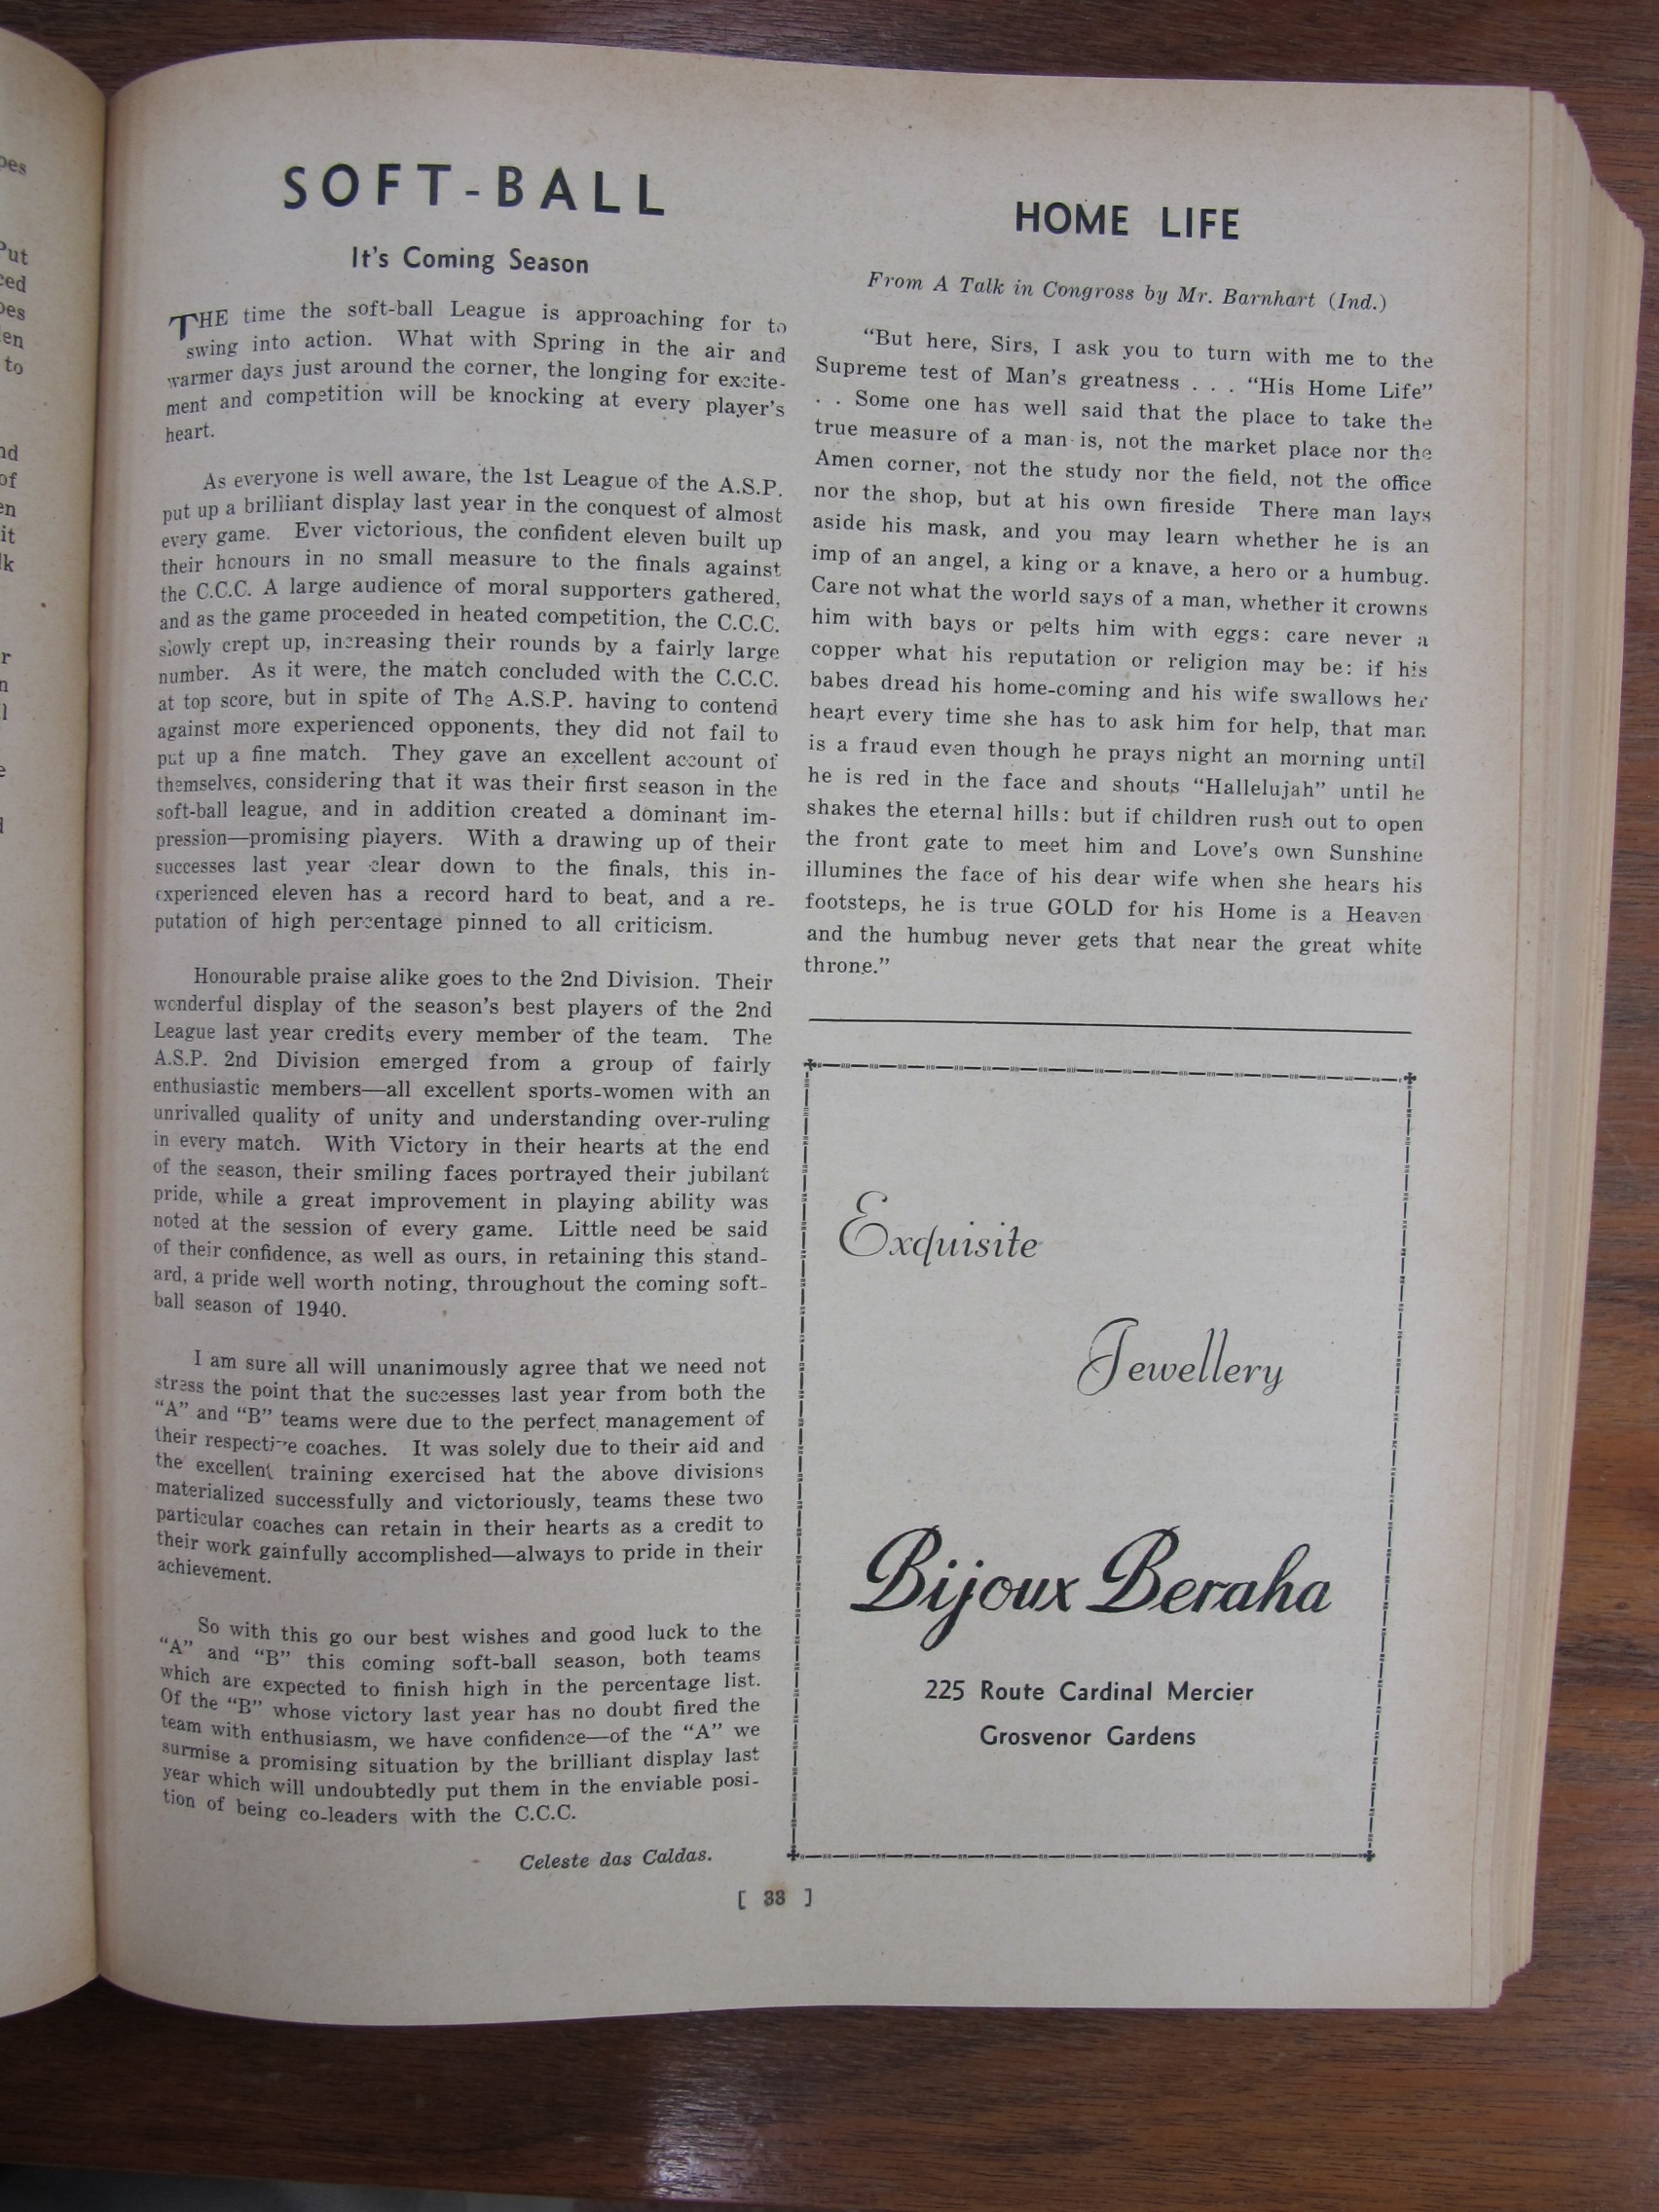 SOFT-BALL
It's Coming Season
THE time the soft-ball League is approaching for to
swing into action. What with Spring in the air and
warmer days just around the corner, the longing for excite-
ment and competition will be knocking at every player's
heart.
As everyone is well aware, the 1st League of the A.S.P.
put up a brilliant display last year in the conquest of almost
every game. Ever victorious, the confident eleven built up
their honours in no small measure to the finals against
the C.C.C. A large audience of moral supporters gathered,
and as the game proceeded in heated competition, the C.C.C.
slowly crept up, increasing their rounds by a fairly large
number. As it were, the match concluded with the C.C.C.
at top score, but in spite of The A.S.P. having to contend
against more experienced opponents, they did not fail to
put up a fine match. They gave an excellent account of
themselves, considering that it was their first season in the
soft-ball league, and in addition created a dominant im-
pression—promising players. With a drawing up of their
successes last year clear down to the finals, this in-
experienced eleven has a record hard to beat, and a re-
putation of high percentage pinned to all criticism.
Honourable praise alike goes to the 2nd Division. Their
wonderful display of the season's best players of the 2nd
League last year credits every member of the team. The
A.S.P. 2nd Division emerged from a group of fairly
enthusiastic members—all excellent sports-women with an
unrivalled quality of unity and understanding over-ruling
in every match. With Victory in their hearts at the end
of the season, their smiling faces portrayed their jubilant
pride, while a great improvement in playing ability was
noted at the session of every game. Little need be said
of their confidence, as well as ours, in retaining this stand-
ard, a pride well worth noting, throughout the coming soft-
ball season of 1940.
I am sure all will unanimously agree that we need not
stress the point that the successes last year from both the
"A" and "B" teams were due to the perfect management of
their respective coaches. It was solely due to their aid and
the excellent training exercised hat the above divisions
materialized successfully and victoriously, teams these two
particular coaches can retain in their hearts as a credit to
their work gainfully accomplished—always to pride in their
achievement.
So with this go our best wishes and good luck to the
"A" and "B" this coming soft-ball season, both teams
which are expected to finish high in the percentage list.
Of the "B" whose victory last year has no doubt fired the
team with enthusiasm, we have confidence—of the "A" we
surmise a promising situation by the brilliant display last
year which will undoubtedly put them in the enviable posi-
tion of being co-leaders with the C.C.C.
Celeste das Caldas.
HOME LIFE
From A Talk in Congross by Mr. Barnhart (Ind.)
"But here, Sirs, I ask you to turn with me to the
Supreme test of Man's greatness . . . "His Home Life"
. . Some one has well said that the place to take the
true measure of a man is, not the market place nor the
Amen corner, not the study nor the field, not the office
nor the shop, but at his own fireside There man lays
aside his mask, and you may learn whether he is an
imp of an angel, a king or a knave, a hero or a humbug.
Care not what the world says of a man, whether it crowns
him with bays or pelts him with eggs: care never a
copper what his reputation or religion may be: if his
babes dread his home-coming and his wife swallows her
heart every time she has to ask him for help, that man
is a fraud even though he prays night an morning until
he is red in the face and shouts "Hallelujah" until he
shakes the eternal hills: but if children rush out to open
the front gate to meet him and Love's own Sunshine
illumines the face of his dear wife when she hears his
footsteps, he is true GOLD for his Home is a Heaven
and the humbug never gets that near the great white
throne."
Exquisite
Jewellery
Bijoux Beraha
225 Route Cardinal Mercier
Grosvenor Gardens
[ 33 ]